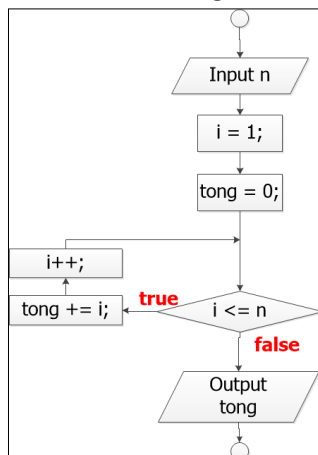 Input n
i = 1;
tong = 0;
i++;
tong += i;
true
i <= n
false
Output
tong